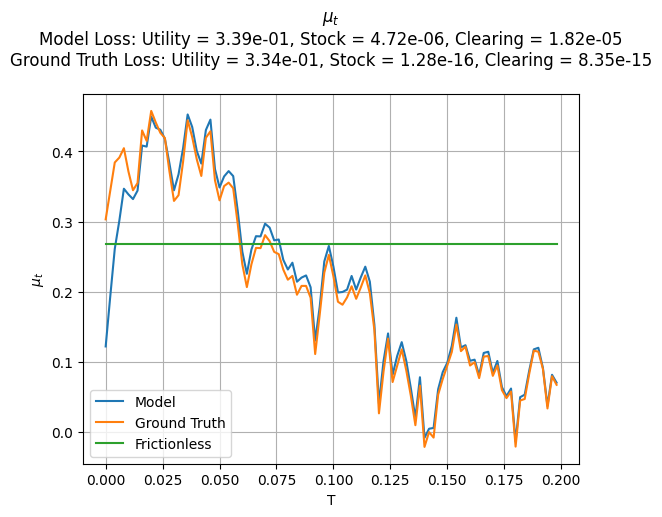 μt
Model Loss: Utility = 3.39e-01, Stock = 4.72e-06, Clearing = 1.82e-05
Ground Truth Loss: Utility = 3.34e-01, Stock = 1.28e-16, Clearing = 8.35e-15
0.4
0.3
0.2
0.1
0.0
μt
Model
Ground Truth
Frictionless
0.000 0.025 0.050 0.075 0.100 0.125 0.150 0.175 0.200
T